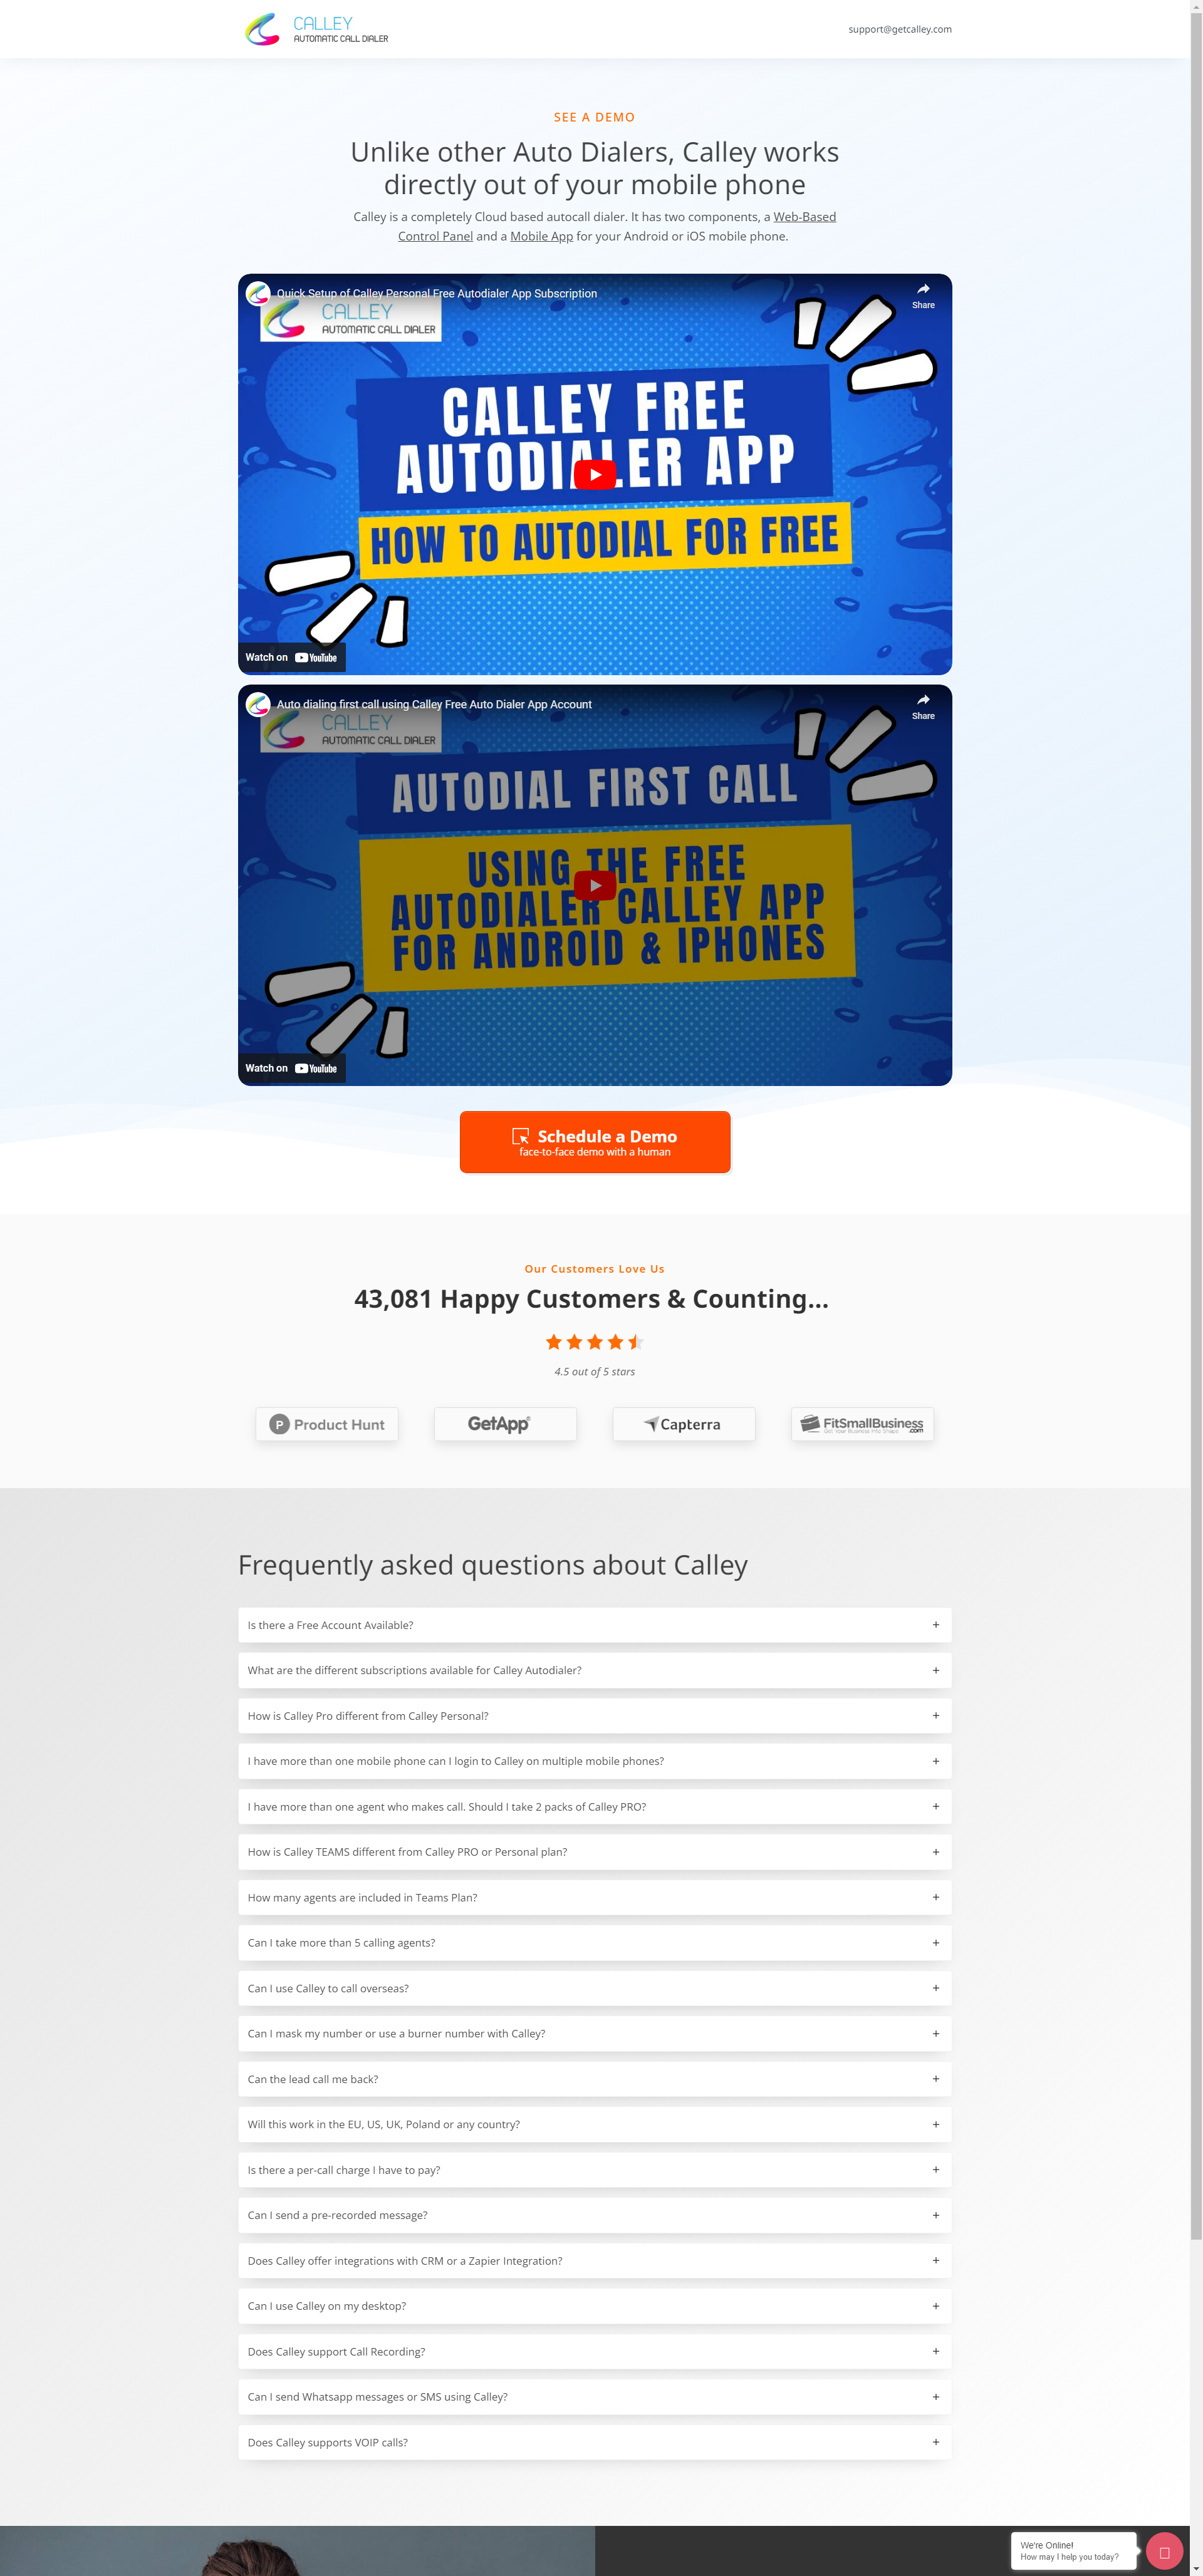 CALLEY
AUTOMATIC CALL DIALER
support@getcalley.com
SEE A DEMO
Unlike other Auto Dialers, Calley works
directly out of your mobile phone
Calley is a completely Cloud based autocall dialer. It has two components, a Web-Based
Control Panel and a Mobile App for your Android or iOS mobile phone.
Quick Setup of Calley Personal Free Autodialer App Subscription
Share
CALLEY
AUTOMATIC CALL DIALER
CALLEY FREE
AUTODIALER APP
HOW TO AUTODIAL FOR FREE
Watch on YouTube
Auto dialing first call using Calley Free Auto Dialer App Account
Share
CALLEY
AUTOMATIC CALL DIALER
AUTODIAL FIRST CALL
USING THE FREE
AUTODIALER CALLEY APP
FOR ANDROID & IPHONES
Watch on YouTube
Schedule a Demo
face-to-face demo with a human
Our Customers Love Us
43,081 Happy Customers & Counting...
4.5 out of 5 stars
P Product Hunt
GetApp
Capterra
FitSmallBusiness
Get Your Business Into Shape .com
Frequently asked questions about Calley
Is there a Free Account Available?
What are the different subscriptions available for Calley Autodialer?
How is Calley Pro different from Calley Personal?
I have more than one mobile phone can I login to Calley on multiple mobile phones?
I have more than one agent who makes call. Should I take 2 packs of Calley PRO?
How is Calley TEAMS different from Calley PRO or Personal plan?
How many agents are included in Teams Plan?
Can I take more than 5 calling agents?
Can I use Calley to call overseas?
Can I mask my number or use a burner number with Calley?
Can the lead call me back?
Will this work in the EU, US, UK, Poland or any country?
Is there a per-call charge I have to pay?
Can I send a pre-recorded message?
Does Calley offer integrations with CRM or a Zapier Integration?
Can I use Calley on my desktop?
Does Calley support Call Recording?
Can I send Whatsapp messages or SMS using Calley?
Does Calley supports VOIP calls?
We're Online!
How may I help you today?